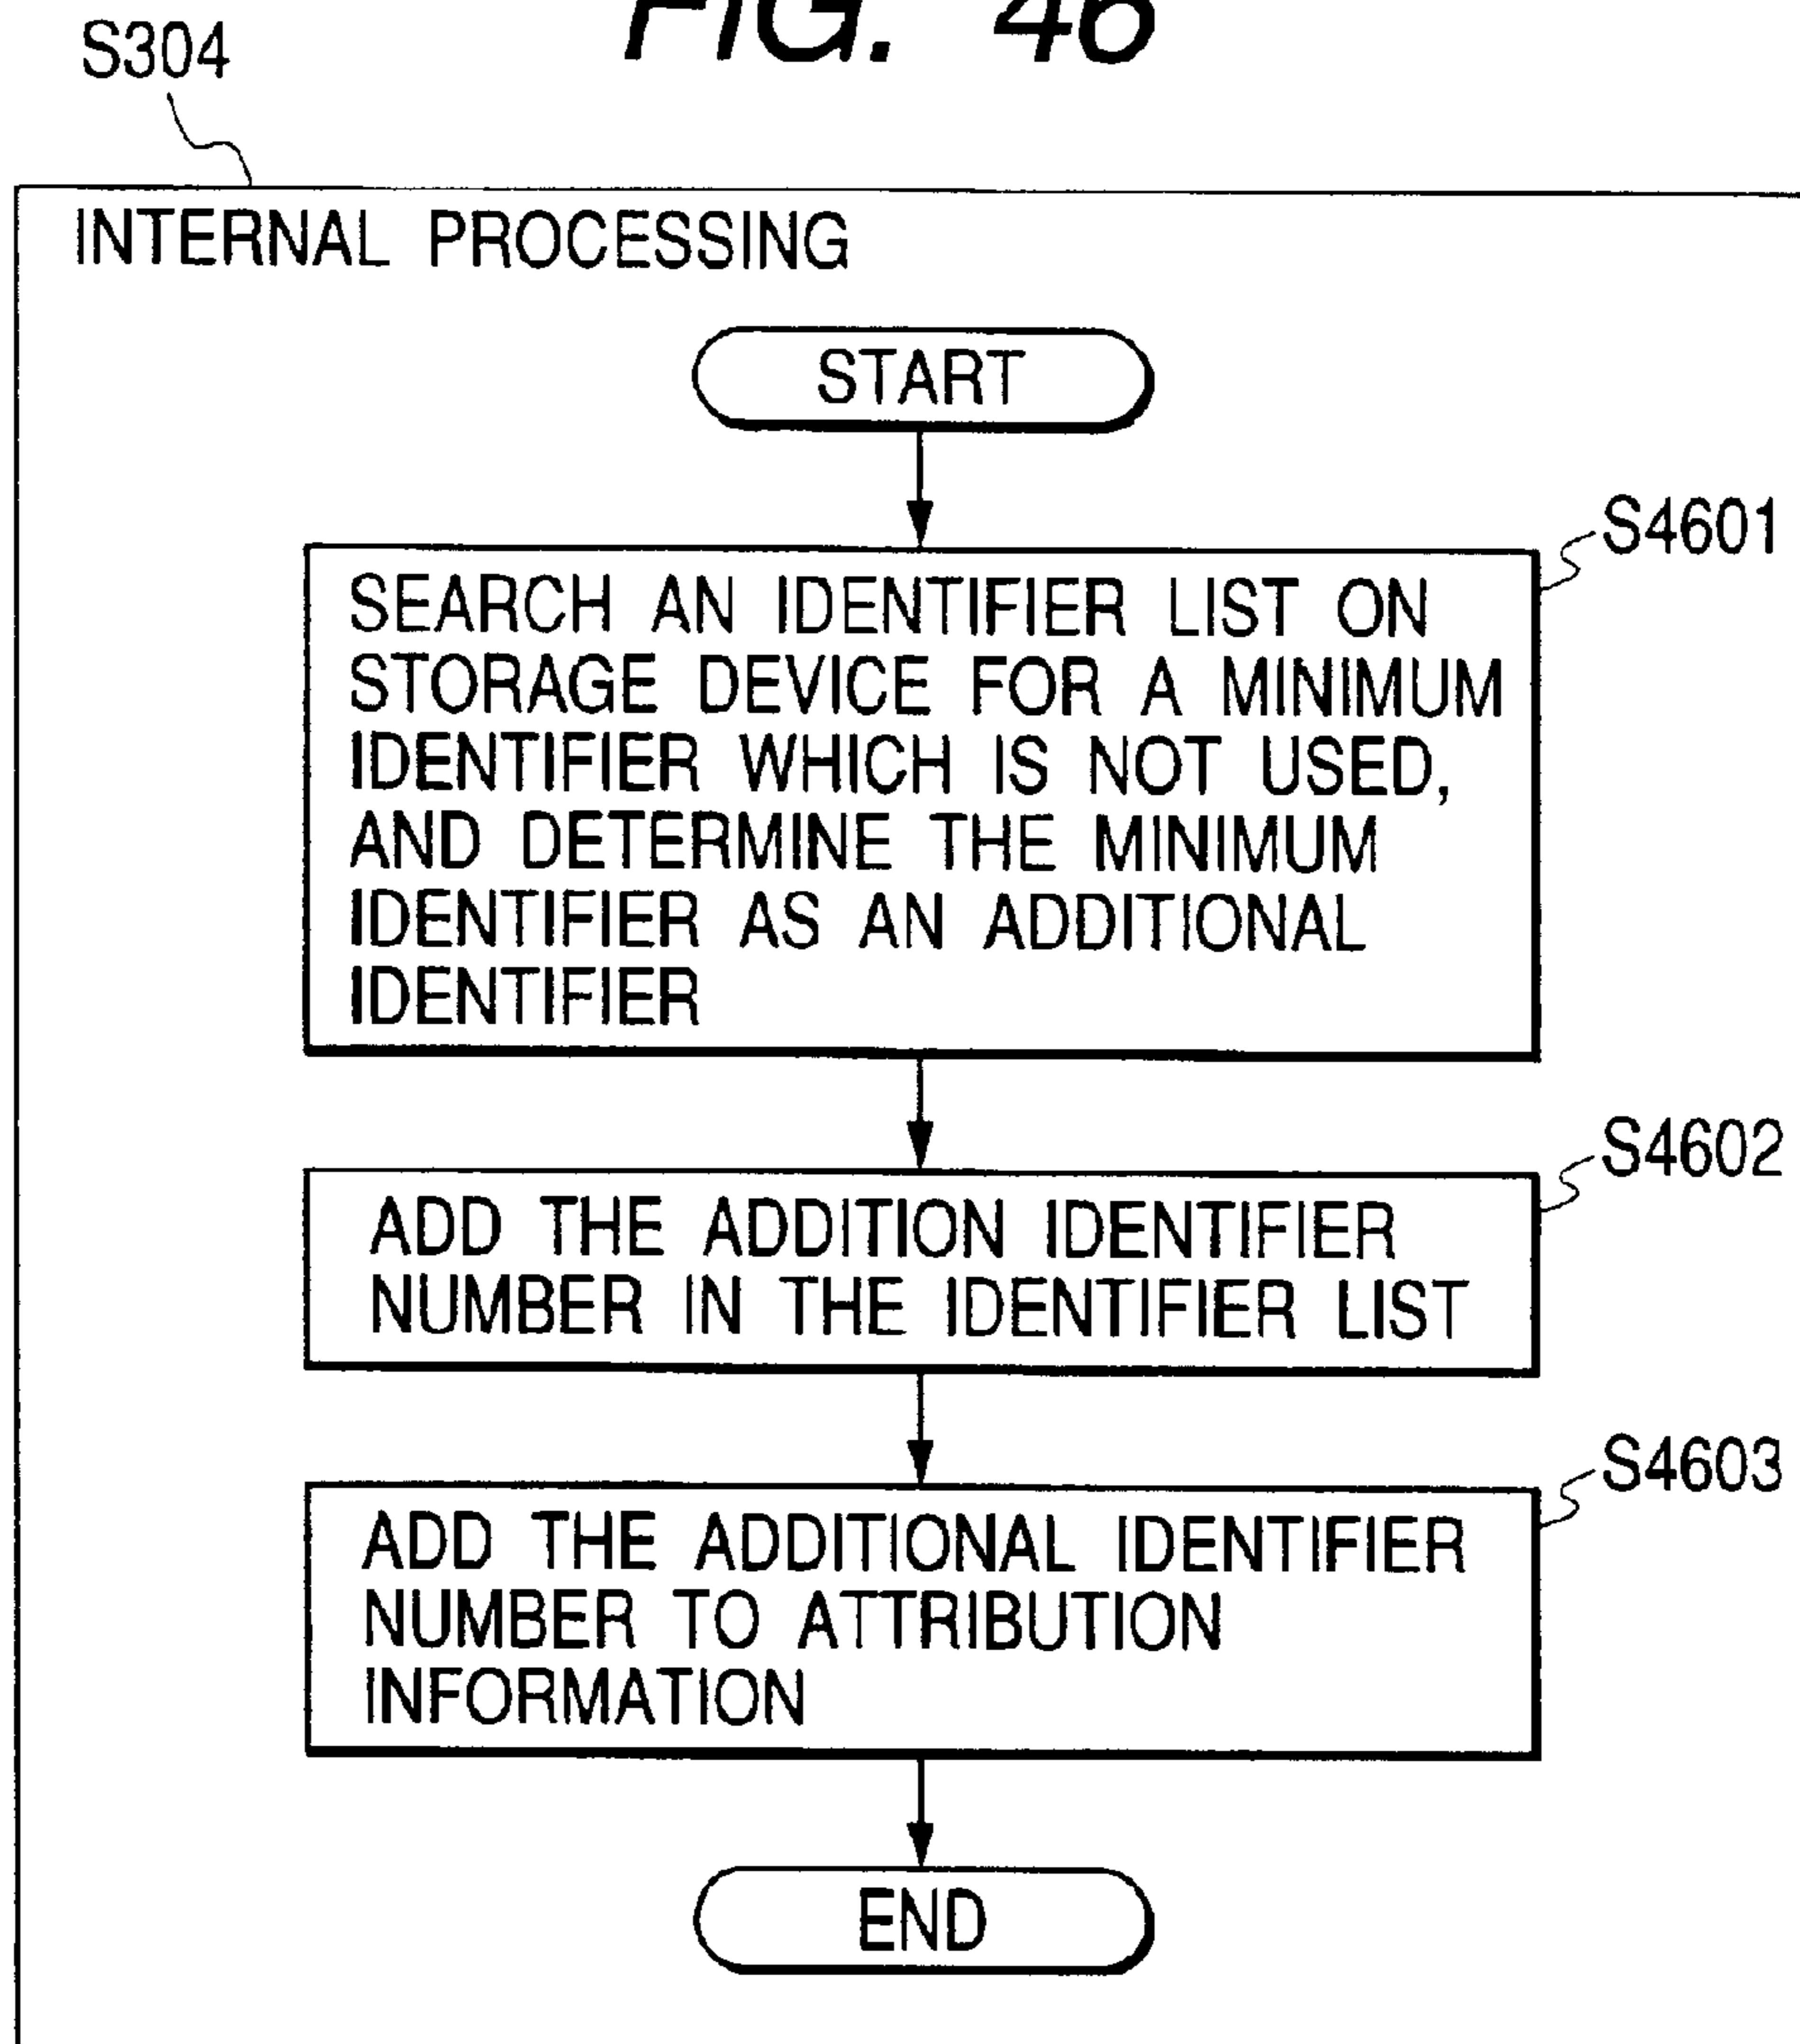 FIG. 46
S304
INTERNAL PROCESSING
START
S4601
SEARCH AN IDENTIFIER LIST ON
STORAGE DEVICE FOR A MINIMUM
IDENTIFIER WHICH IS NOT USED,
AND DETERMINE THE MINIMUM
IDENTIFIER AS AN ADDITIONAL
IDENTIFIER
S4602
ADD THE ADDITION IDENTIFIER
NUMBER IN THE IDENTIFIER LIST
S4603
ADD THE ADDITIONAL IDENTIFIER
NUMBER TO ATTRIBUTION
INFORMATION
END